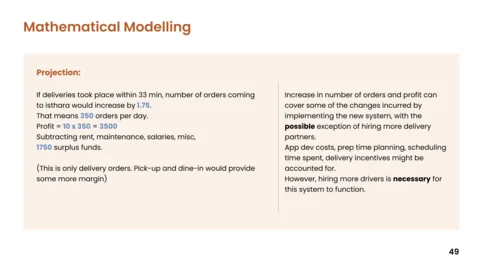 Mathematical Modelling
Projection:
If deliveries took place within 33 min, number of orders coming
to isthara would increase by 1.75.
That means 350 orders per day.
Profit = 10 x 350 = 3500
Subtracting rent, maintenance, salaries, misc,
1750 surplus funds.
(This is only delivery orders. Pick-up and dine-in would provide
some more margin)
Increase in number of orders and profit can
cover some of the changes incurred by
implementing the new system, with the
possible exception of hiring more delivery
partners.
App dev costs, prep time planning, scheduling
time spent, delivery incentives might be
accounted for.
However, hiring more drivers is necessary for
this system to function.
49